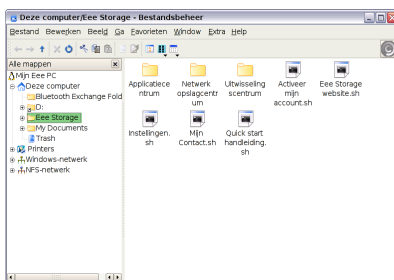 Deze computer/Eee Storage - Bestandsbeheer
Bestand Bewerken Beeld Ga Favorieten Window Extra Help
Alle mappen
Mijn Eee PC
Deze computer
Bluetooth Exchange Fold
D:
Eee Storage
My Documents
Trash
Printers
Windows-netwerk
NFS-netwerk
Applicatiece
ntrum
Netwerk
opslagcentr
um
Uitwisseling
scentrum
Activeer
mijn
account.sh
Eee Storage
website.sh
Instellingen.
sh
Mijn
Contact.sh
Quick start
handleiding.
sh